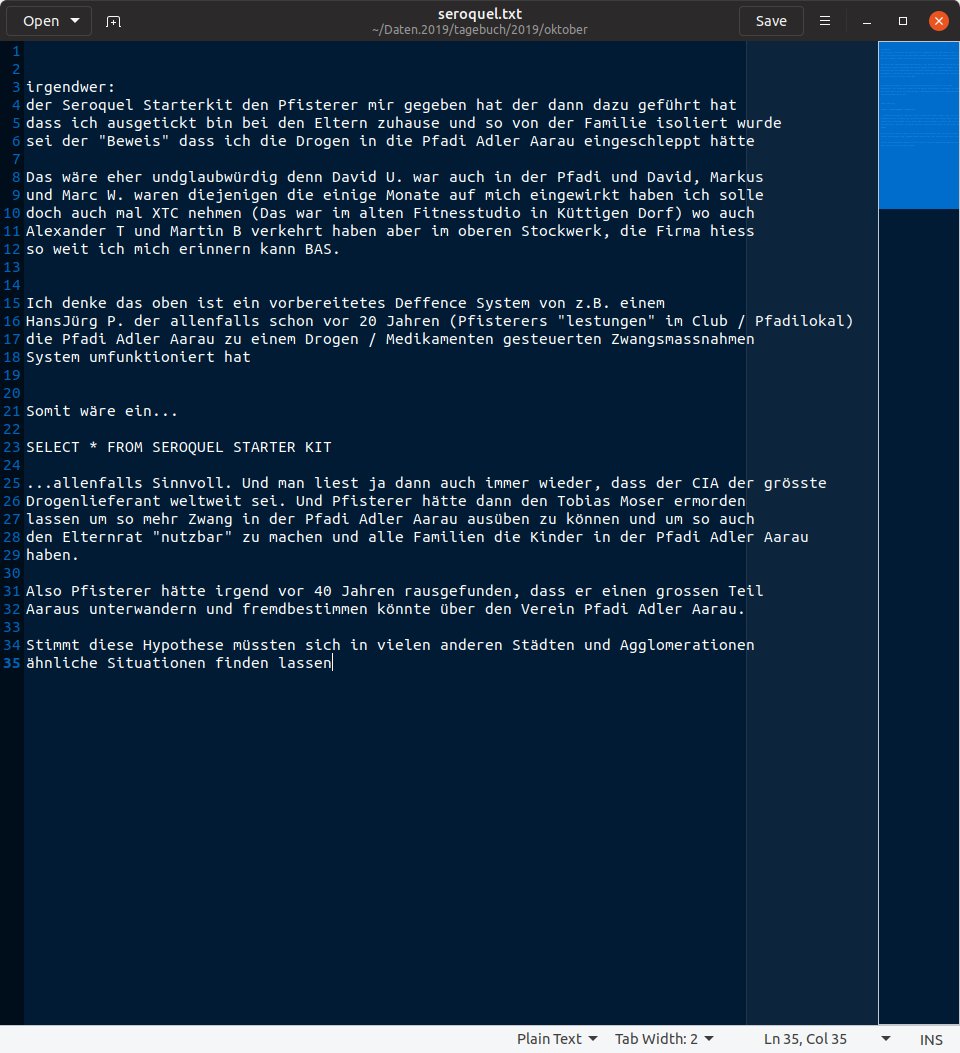 Open
seroquel.txt
~/Daten.2019/tagebuch/2019/oktober
Save
1
2
3 irgendwer:
4 der Seroquel Starterkit den Pfisterer mir gegeben hat der dann dazu geführt hat
5 dass ich ausgetickt bin bei den Eltern zuhause und so von der Familie isoliert wurde
6 sei der "Beweis" dass ich die Drogen in die Pfadi Adler Aarau eingeschleppt hätte
7
8 Das wäre eher undglaubwürdig denn David U. war auch in der Pfadi und David, Markus
9 und Marc W. waren diejenigen die einige Monate auf mich eingewirkt haben ich solle
10 doch auch mal XTC nehmen (Das war im alten Fitnesstudio in Küttigen Dorf) wo auch
11 Alexander T und Martin B verkehrt haben aber im oberen Stockwerk, die Firma hiess
12 so weit ich mich erinnern kann BAS.
13
14
15 Ich denke das oben ist ein vorbereitetes Deffence System von z.B. einem
16 HansJürg P. der allenfalls schon vor 20 Jahren (Pfisterers "lestungen" im Club / Pfadilokal)
17 die Pfadi Adler Aarau zu einem Drogen / Medikamenten gesteuerten Zwangsmassnahmen
18 System umfunktioniert hat
19
20
21 Somit wäre ein...
22
23 SELECT * FROM SEROQUEL STARTER KIT
24
25 ...allenfalls Sinnvoll. Und man liest ja dann auch immer wieder, dass der CIA der grösste
26 Drogenlieferant weltweit sei. Und Pfisterer hätte dann den Tobias Moser ermorden
27 lassen um so mehr Zwang in der Pfadi Adler Aarau ausüben zu können und um so auch
28 den Elternrat "nutzbar" zu machen und alle Familien die Kinder in der Pfadi Adler Aarau
29 haben.
30
31 Also Pfisterer hätte irgend vor 40 Jahren rausgefunden, dass er einen grossen Teil
32 Aaraus unterwandern und fremdbestimmen könnte über den Verein Pfadi Adler Aarau.
33
34 Stimmt diese Hypothese müssten sich in vielen anderen Städten und Agglomerationen
35 ähnliche Situationen finden lassen
Plain Text
Tab Width: 2
Ln 35, Col 35
INS